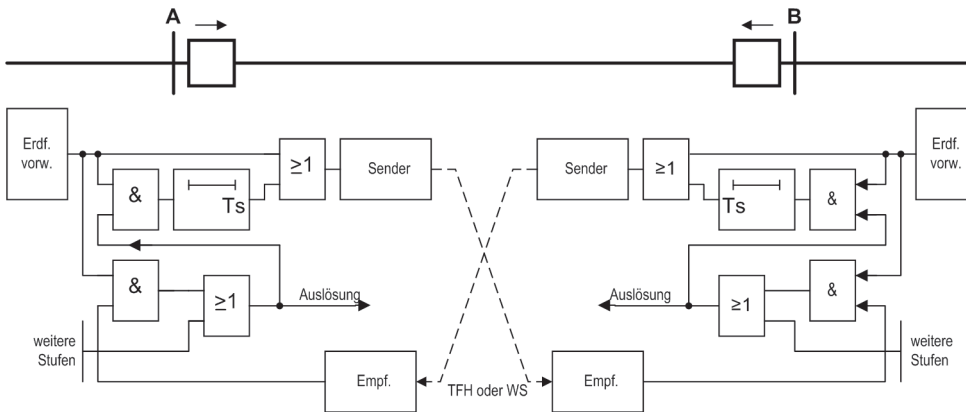 A
B
Erdf.
vorw.
≥1
Sender
Sender
≥1
Erdf.
vorw.
&
Ts
Ts
&
&
≥1
Auslösung
Auslösung
≥1
&
weitere
Stufen
weitere
Stufen
Empf.
TFH oder WS
Empf.